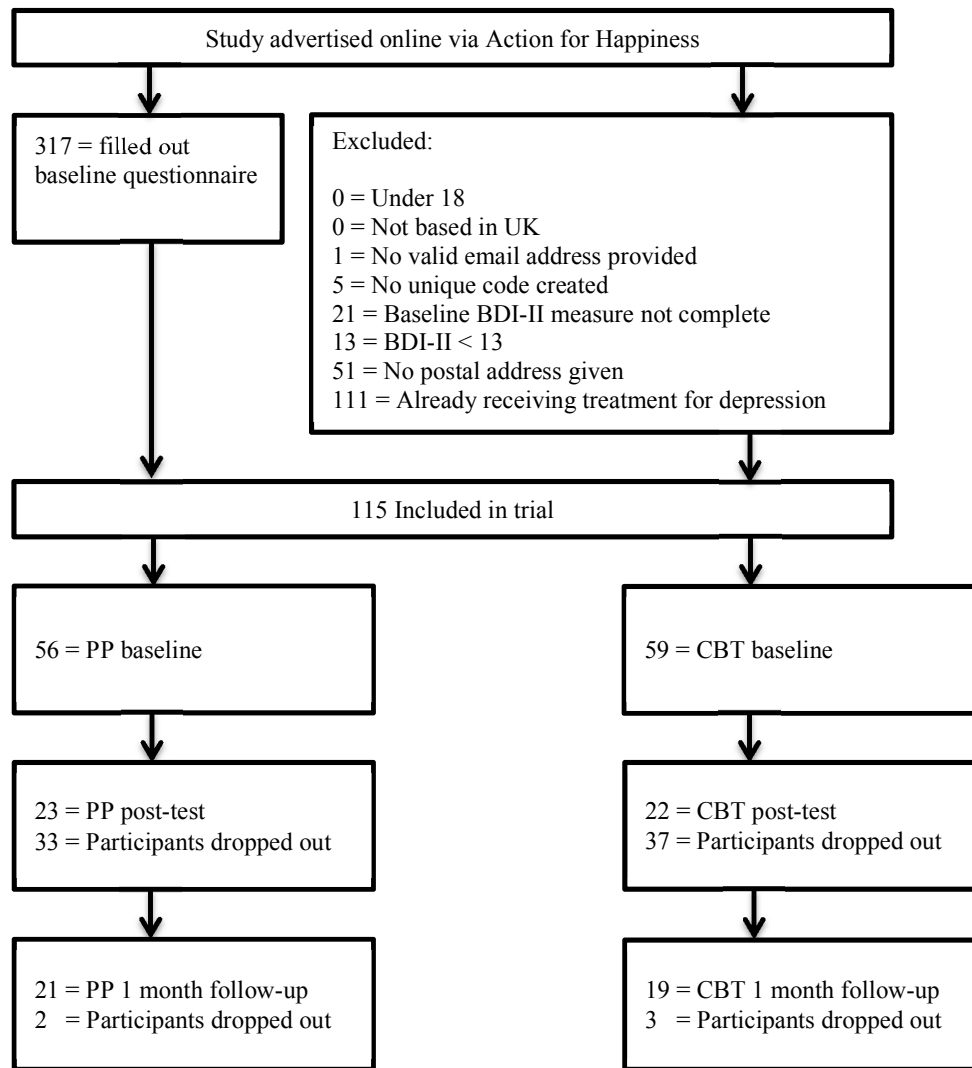 Study advertised online via Action for Happiness
317 = filled out
baseline questionnaire
Excluded:
0 = Under 18
0 = Not based in UK
1 = No valid email address provided
5 = No unique code created
21 = Baseline BDI-II measure not complete
13 = BDI-II < 13
51 = No postal address given
111 = Already receiving treatment for depression
115 Included in trial
56 = PP baseline
59 = CBT baseline
23 = PP post-test
33 = Participants dropped out
22 = CBT post-test
37 = Participants dropped out
21 = PP 1 month follow-up
2 = Participants dropped out
19 = CBT 1 month follow-up
3 = Participants dropped out